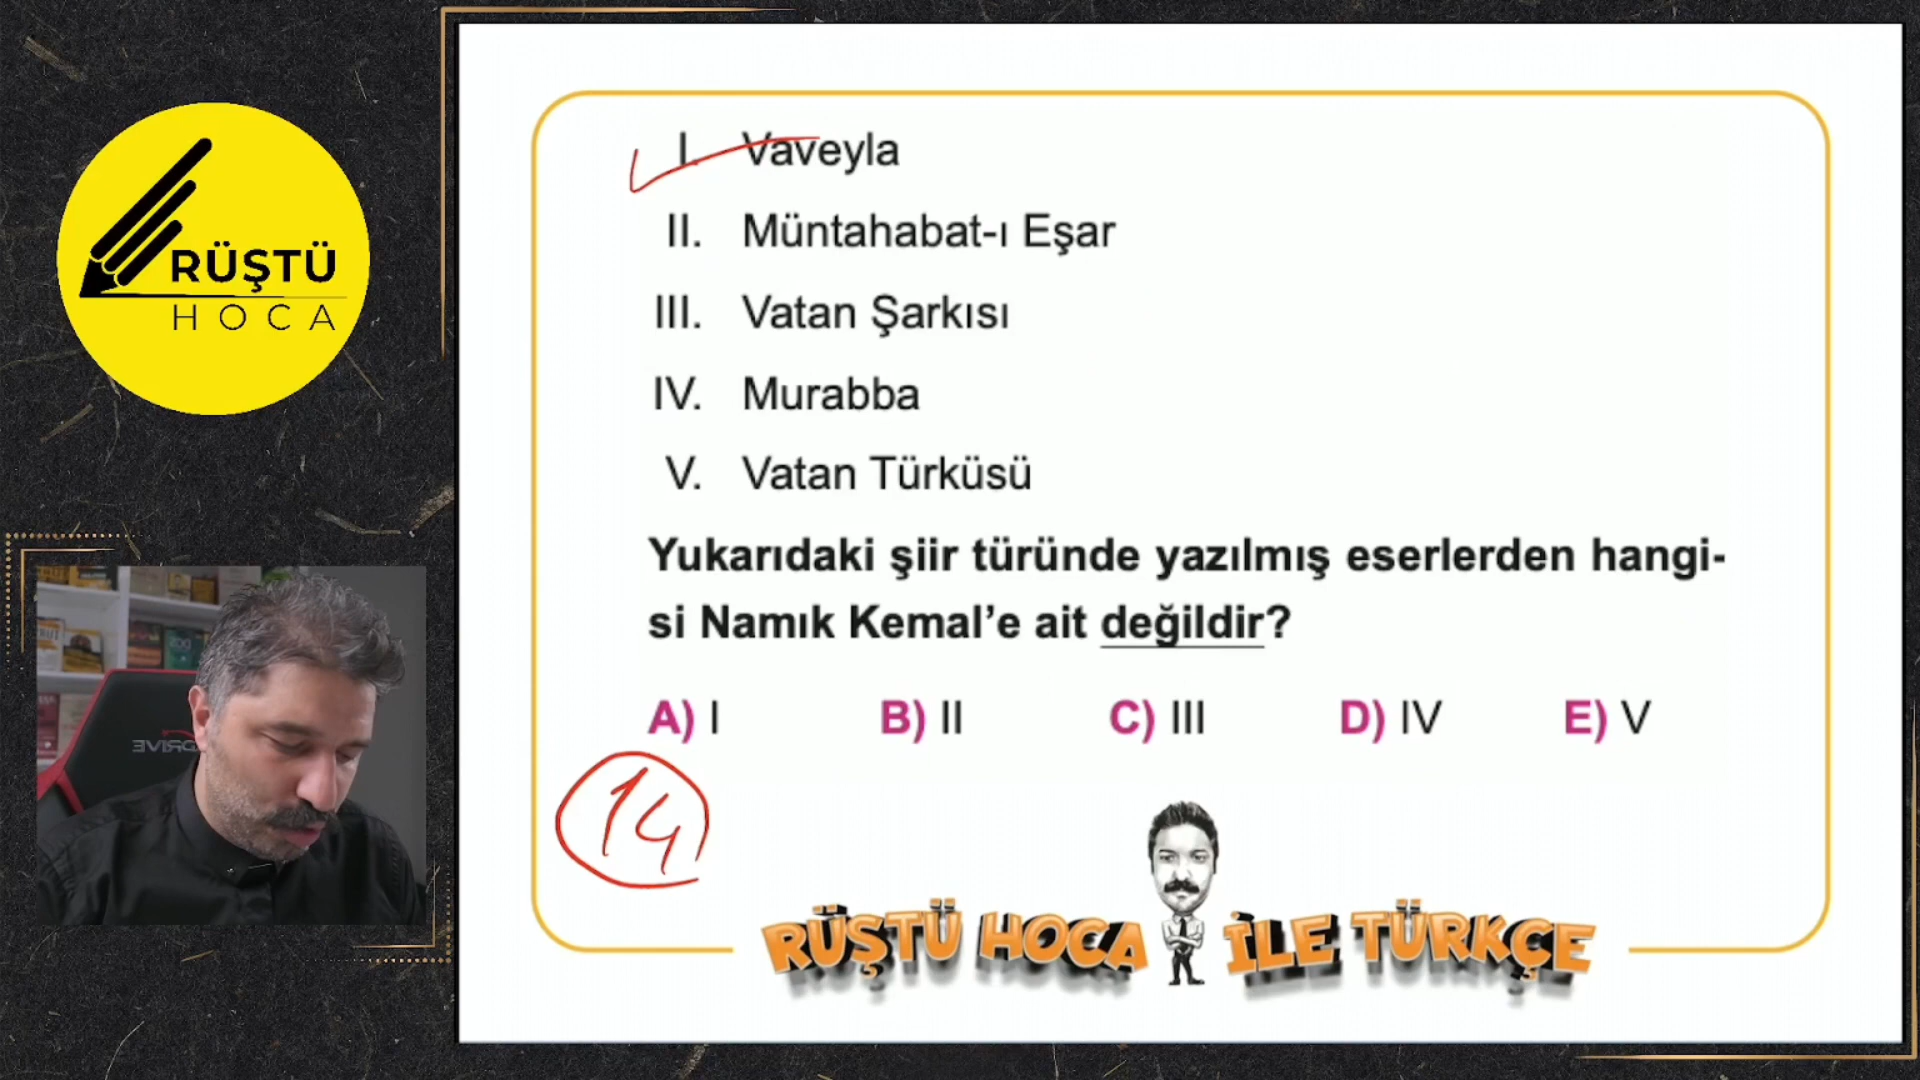 RÜŞTÜ
HOCA
I. Vaveyla
II. Müntahabat-ı Eşar
III. Vatan Şarkısı
IV. Murabba
V. Vatan Türküsü
Yukarıdaki şiir türünde yazılmış eserlerden hangi-
si Namık Kemal’e ait değildir?
A) I B) II C) III D) IV E) V
14
RÜŞTÜ HOCA İLE TÜRKÇE